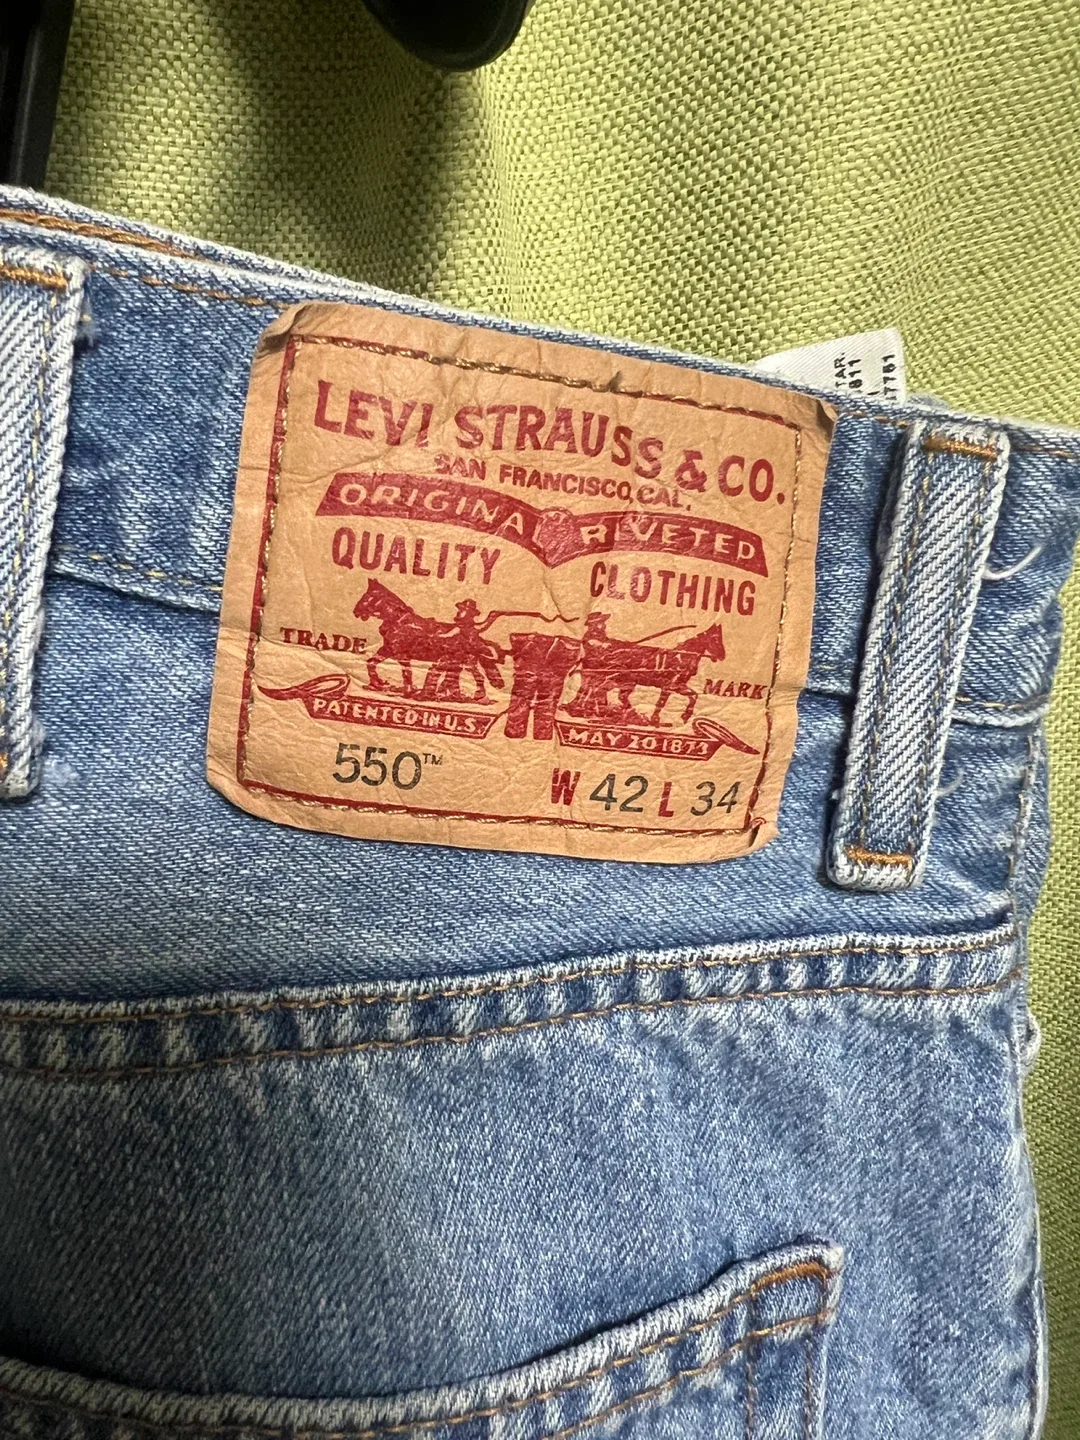 LEVI STRAUSS & CO.
SAN FRANCISCO, CAL.
ORIGINAL RIVETED
QUALITY CLOTHING
TRADE MARK
PATENTED IN U.S. MAY 20 1873
550™ W 42 L 34
TAR.